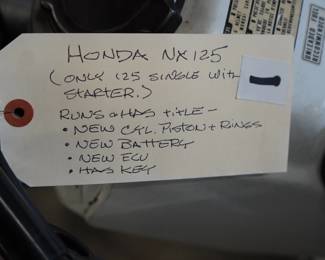 HONDA NX125
(ONLY 125 SINGLE WITH
STARTER.)
RUNS & HAS TITLE –
• NEW CYL. PISTON + RINGS
• NEW BATTERY
• NEW ECU
• HAS KEY